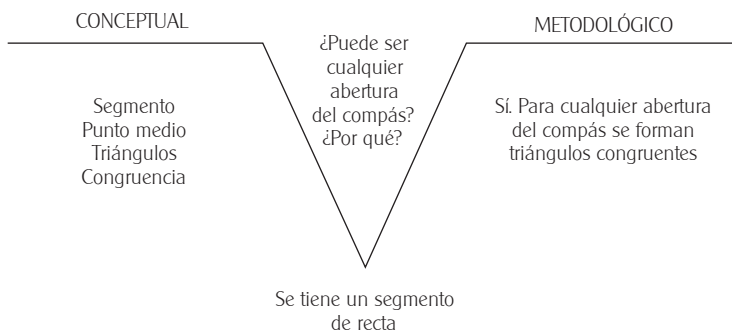 CONCEPTUAL
¿Puede ser
cualquier
abertura
del compás?
¿Por qué?
METODOLÓGICO
Segmento
Punto medio
Triángulos
Congruencia
Sí. Para cualquier abertura
del compás se forman
triángulos congruentes
Se tiene un segmento
de recta